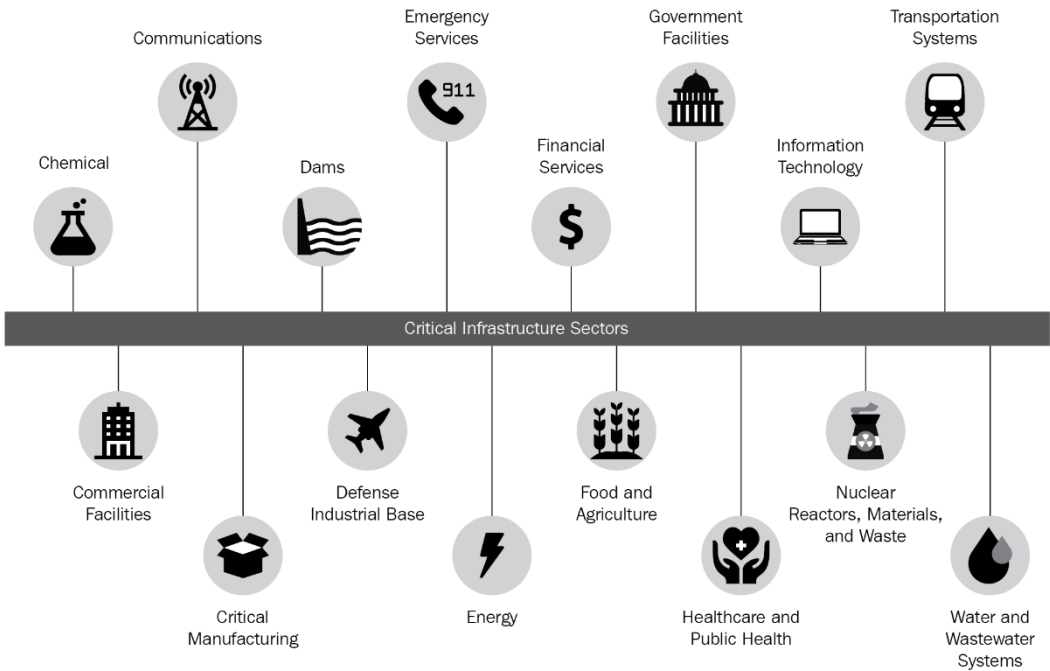 Communications
Emergency
Services
Government
Facilities
Transportation
Systems
911
Chemical
Dams
Financial
Services
Information
Technology
$
Critical Infrastructure Sectors
Commercial
Facilities
Defense
Industrial Base
Food and
Agriculture
Nuclear
Reactors, Materials,
and Waste
Critical
Manufacturing
Energy
Healthcare and
Public Health
Water and
Wastewater
Systems